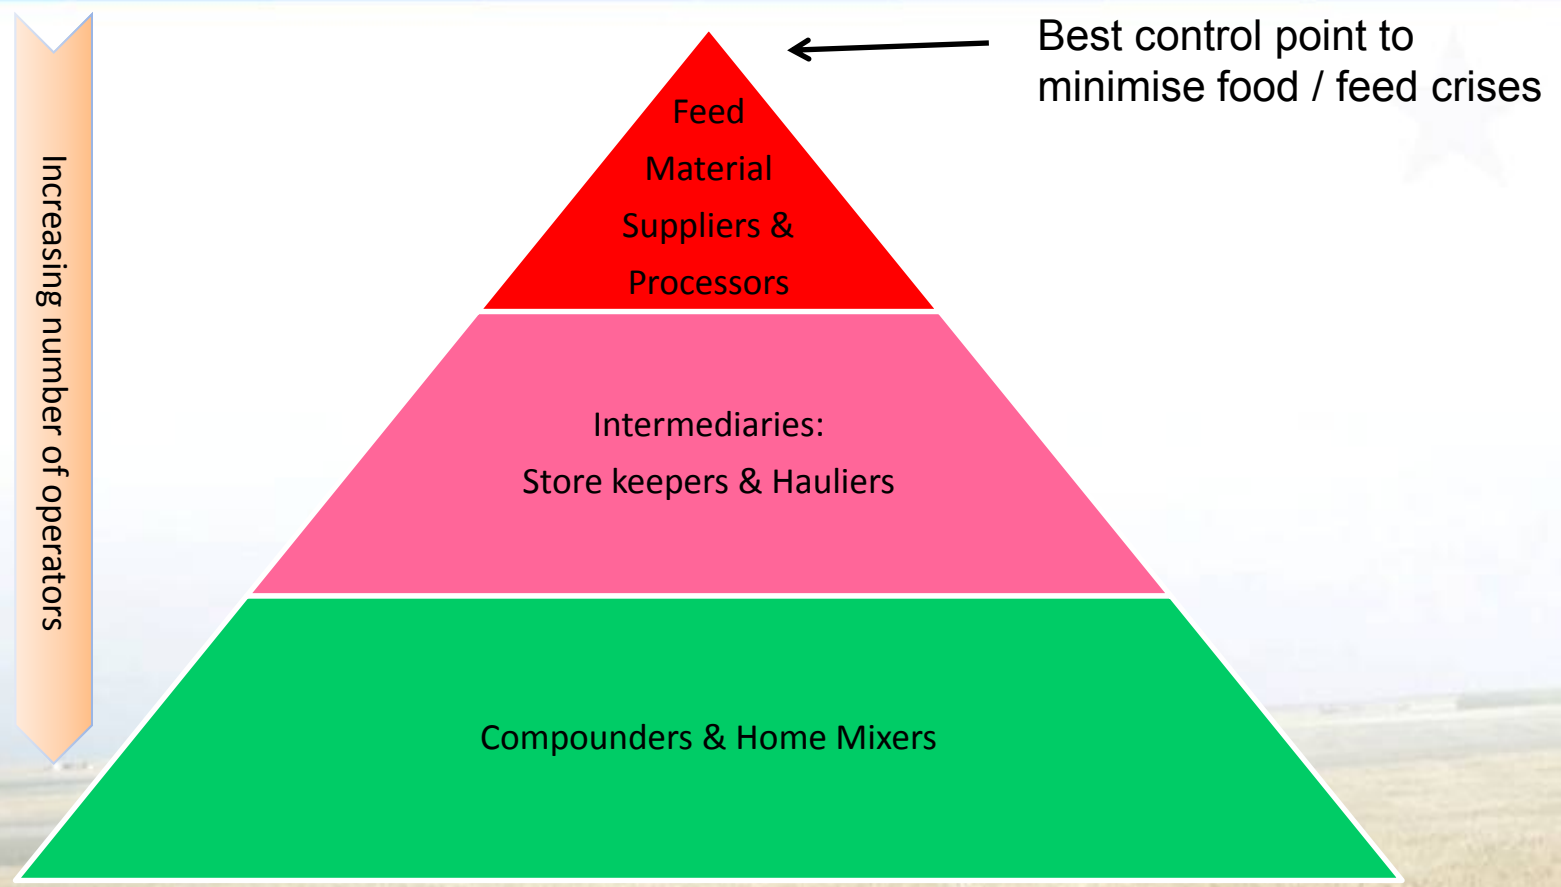 Best control point to
minimise food / feed crises
Increasing number of operators
Feed
Material
Suppliers &
Processors
Intermediaries:
Store keepers & Hauliers
Compounders & Home Mixers